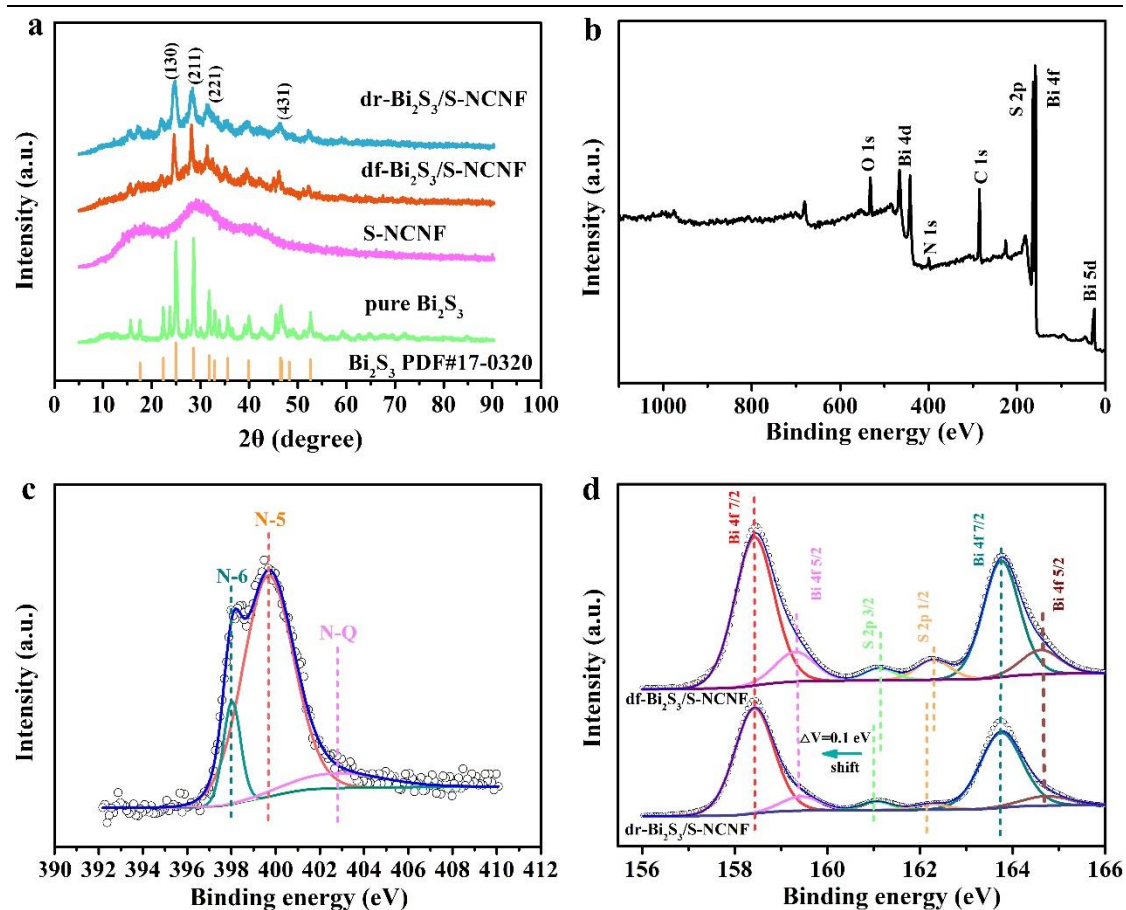 a
(130)
(211)
(221)
(431)
dr-Bi₂S₃/S-NCNF
df-Bi₂S₃/S-NCNF
S-NCNF
pure Bi₂S₃
Bi₂S₃ PDF#17-0320
Intensity (a.u.)
0 10 20 30 40 50 60 70 80 90 100
2θ (degree)
b
O 1s
Bi 4d
N 1s
C 1s
S 2p
Bi 4f
Bi 5d
Intensity (a.u.)
1000 800 600 400 200 0
Binding energy (eV)
c
N-6
N-5
N-Q
Intensity (a.u.)
390 392 394 396 398 400 402 404 406 408 410 412
Binding energy (eV)
d
Bi 4f 7/2
Bi 4f 5/2
S 2p 3/2
S 2p 1/2
Bi 4f 7/2
Bi 4f 5/2
df-Bi₂S₃/S-NCNF
△V=0.1 eV
shift
dr-Bi₂S₃/S-NCNF
Intensity (a.u.)
156 158 160 162 164 166
Binding energy (eV)